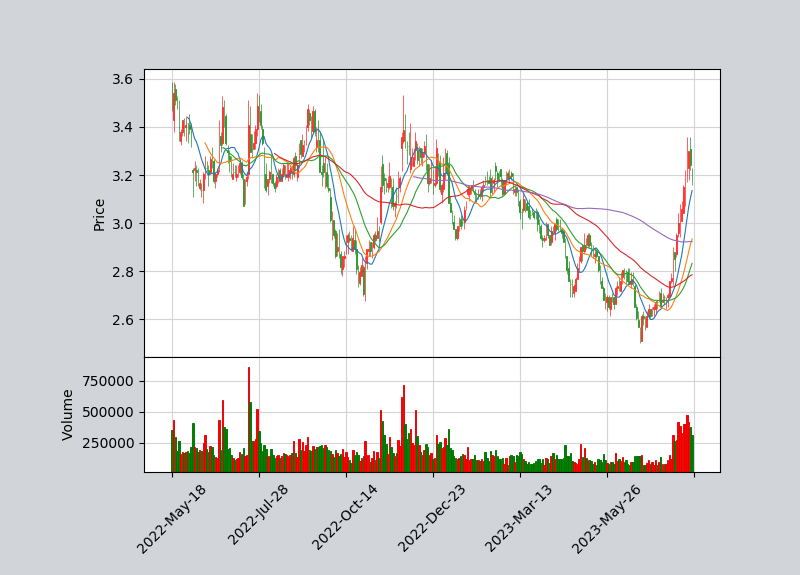 3.6
3.4
3.2
3.0
2.8
2.6
Price
750000
500000
250000
Volume
2022-May-18
2022-Jul-28
2022-Oct-14
2022-Dec-23
2023-Mar-13
2023-May-26